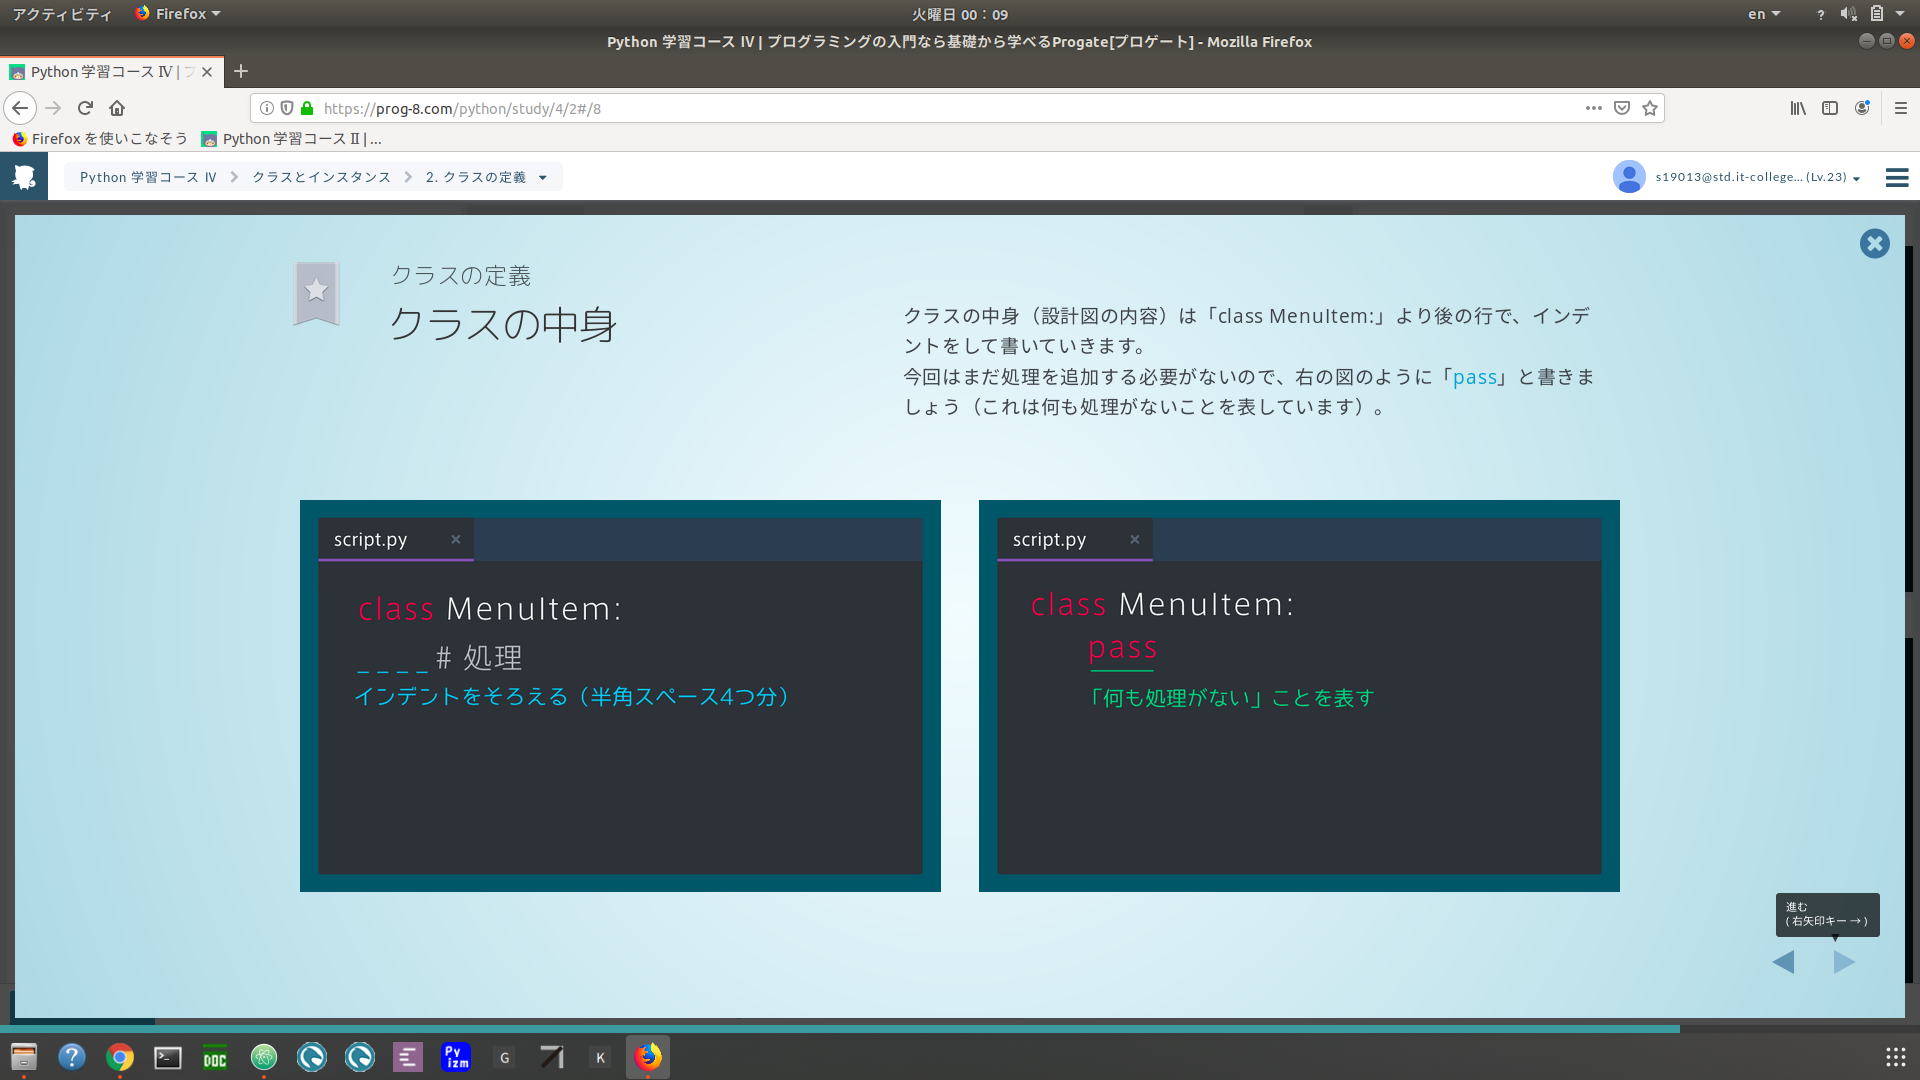 アクティビティ
Firefox
火曜日 00：09
en
Python 学習コース Ⅳ | プログラミングの入門なら基礎から学べるProgate[プロゲート] - Mozilla Firefox
Python 学習コース Ⅳ |
https://prog-8.com/python/study/4/2#/8
Firefox を使いこなそう
Python 学習コース Ⅱ | ...
Python 学習コース Ⅳ
クラスとインスタンス
2. クラスの定義
s19013@std.it-college... (Lv.23)
クラスの定義
クラスの中身
クラスの中身（設計図の内容）は「class MenuItem:」より後の行で、インデ
ントをして書いていきます。
今回はまだ処理を追加する必要がないので、右の図のように「pass」と書きま
しょう（これは何も処理がないことを表しています）。
script.py ×
class MenuItem:
_ _ _ _ # 処理
インデントをそろえる（半角スペース4つ分）
script.py ×
class MenuItem:
pass
「何も処理がない」ことを表す
進む
( 右矢印キー → )
DOC
Py
izm
G
K